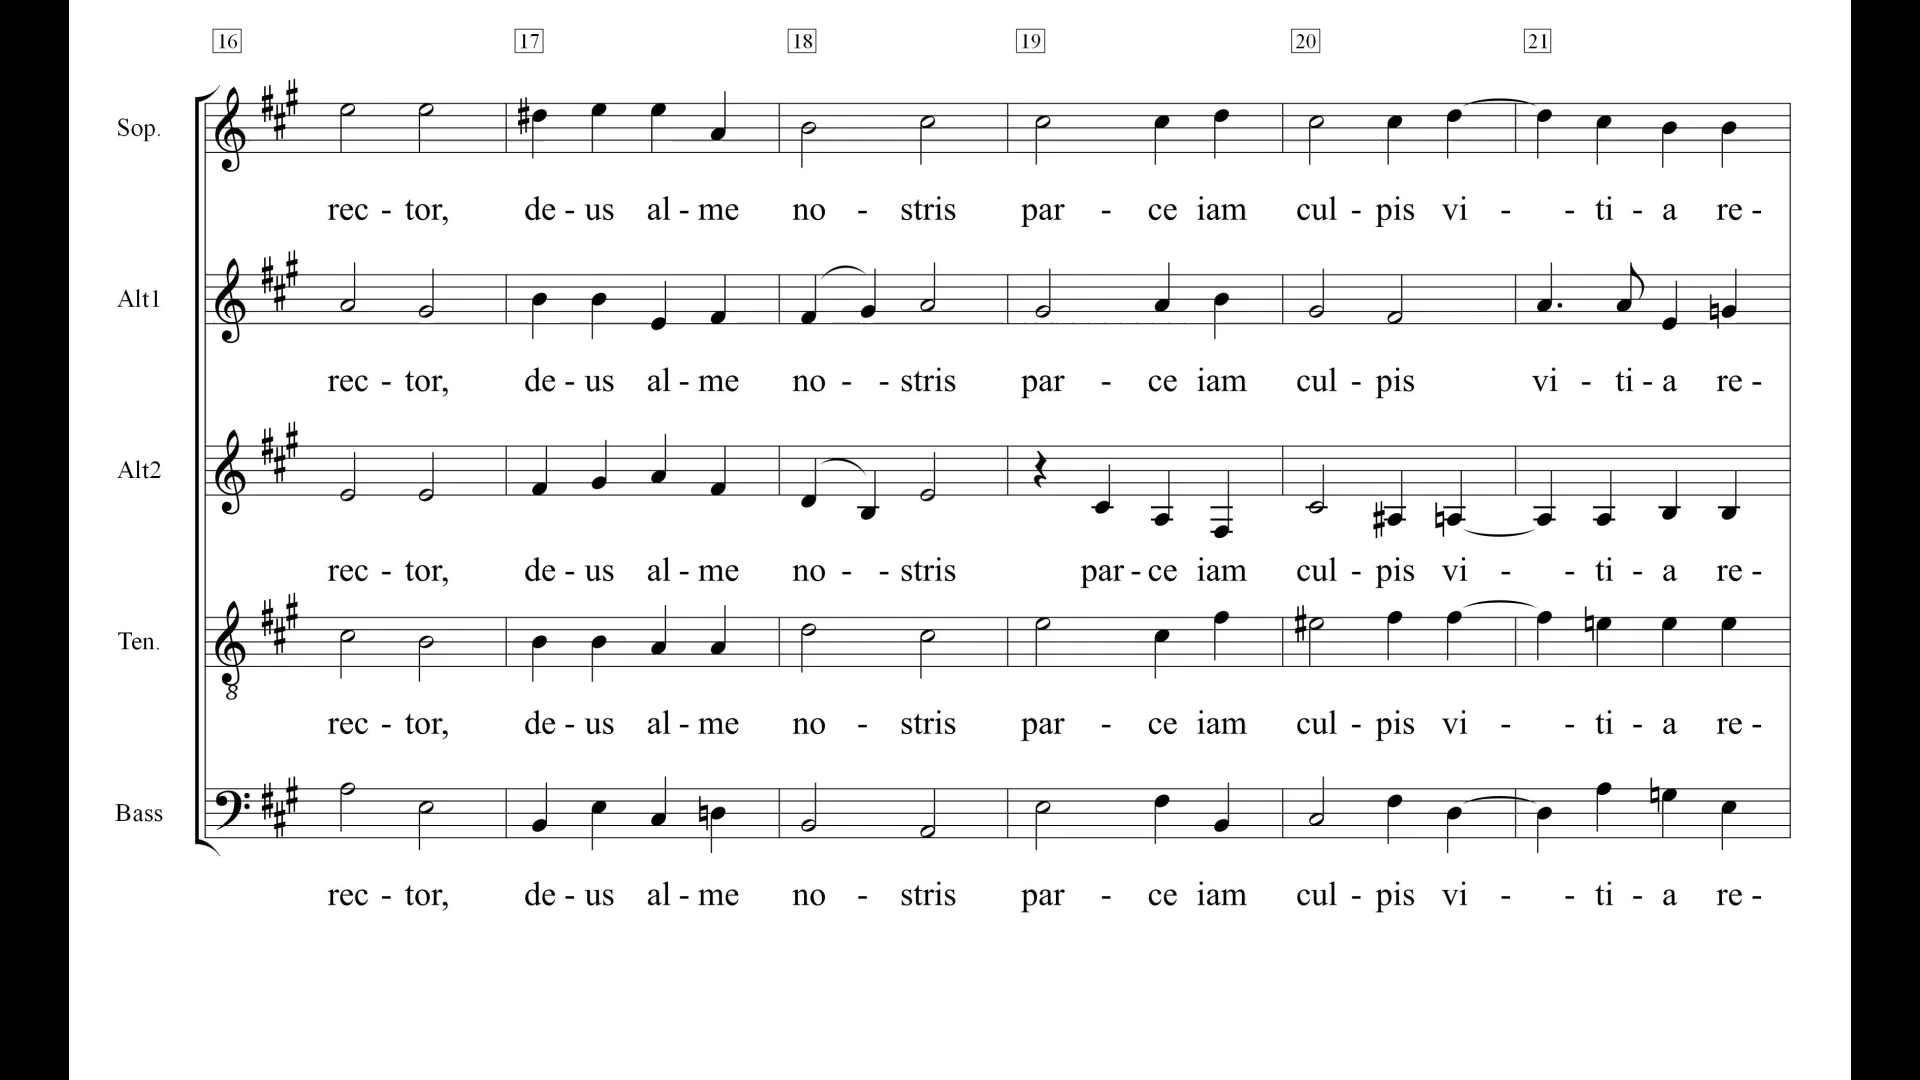 16 17 18 19 20 21
Sop.
rec - tor, de - us al - me no - stris par - ce iam cul - pis vi - - ti - a re -
Alt1
rec - tor, de - us al - me no - - stris par - ce iam cul - pis vi - ti - a re -
Alt2
rec - tor, de - us al - me no - - stris par - ce iam cul - pis vi - - ti - a re -
Ten.
8
rec - tor, de - us al - me no - stris par - ce iam cul - pis vi - - ti - a re -
Bass
rec - tor, de - us al - me no - stris par - ce iam cul - pis vi - - ti - a re -